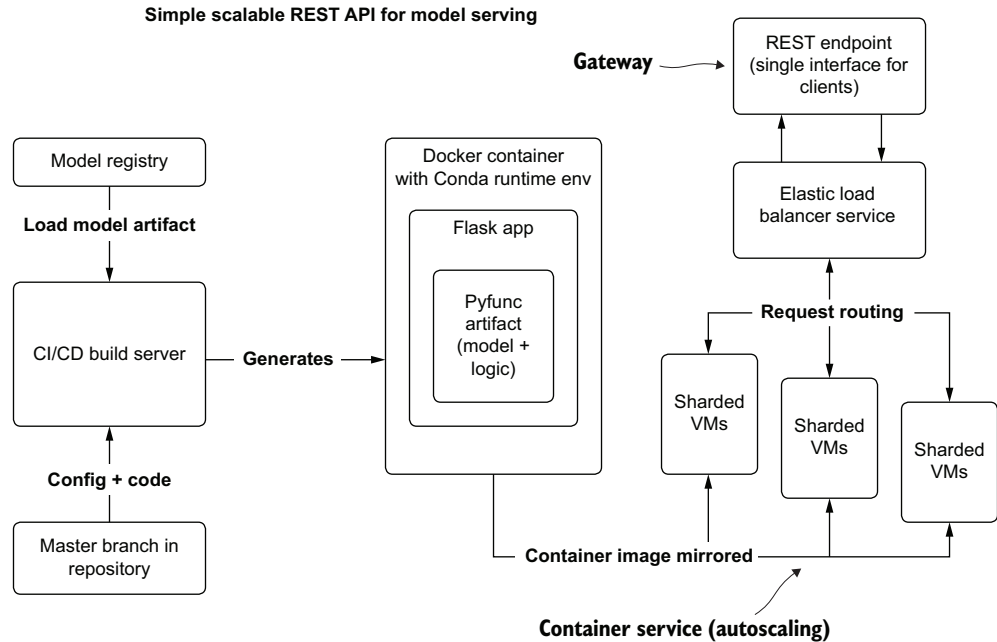 Simple scalable REST API for model serving
Gateway
REST endpoint
(single interface for
clients)
Model registry
Load model artifact
CI/CD build server
Config + code
Master branch in
repository
Generates
Docker container
with Conda runtime env
Flask app
Pyfunc
artifact
(model +
logic)
Elastic load
balancer service
Request routing
Sharded
VMs
Sharded
VMs
Sharded
VMs
Container image mirrored
Container service (autoscaling)